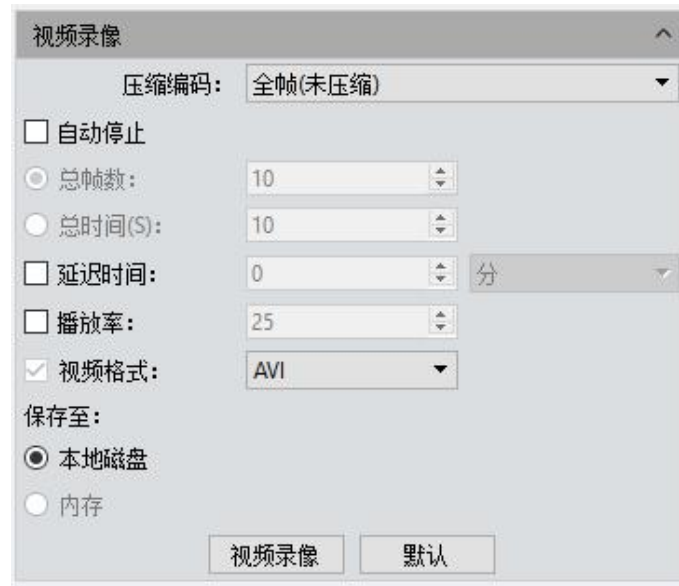 视频录像
压缩编码: 全帧(未压缩)
自动停止
总帧数: 10
总时间(S): 10
延迟时间: 0 分
播放率: 25
视频格式: AVI
保存至:
本地磁盘
内存
视频录像 默认